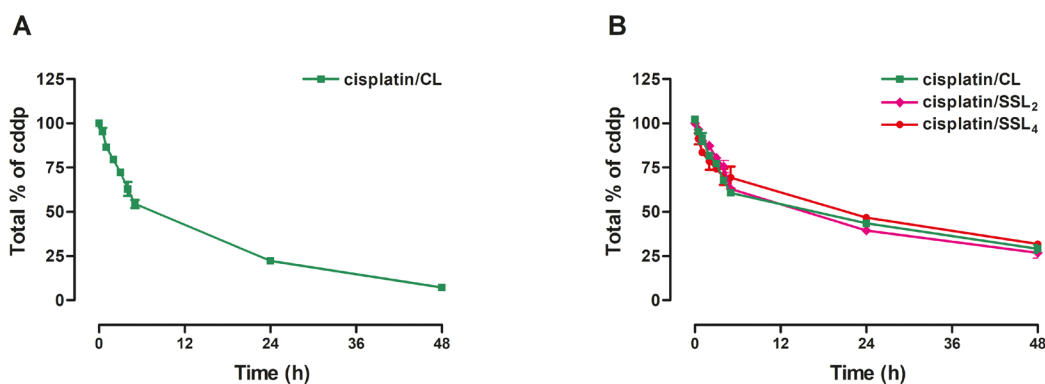 A
cisplatin/CL
Total % of cddp
125
100
75
50
25
0
0 12 24 36 48
Time (h)
B
cisplatin/CL
cisplatin/SSL₂
cisplatin/SSL₄
Total % of cddp
125
100
75
50
25
0
0 12 24 36 48
Time (h)